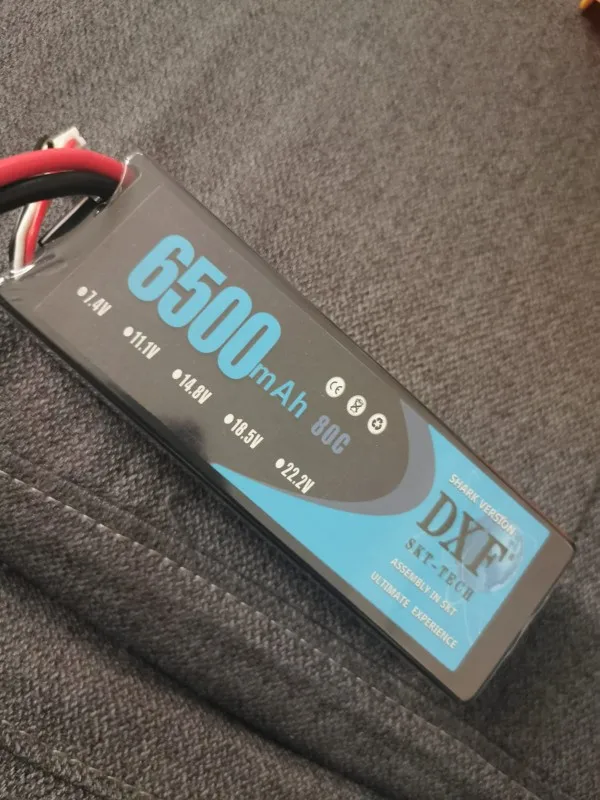 6500mAh 80C
●7.4V
●11.1V
●14.8V
●18.5V
●22.2V
CE
SHARK VERSION
DXF
SKT-TECH
ASSEMBLY IN SKT
ULTIMATE EXPERIENCE